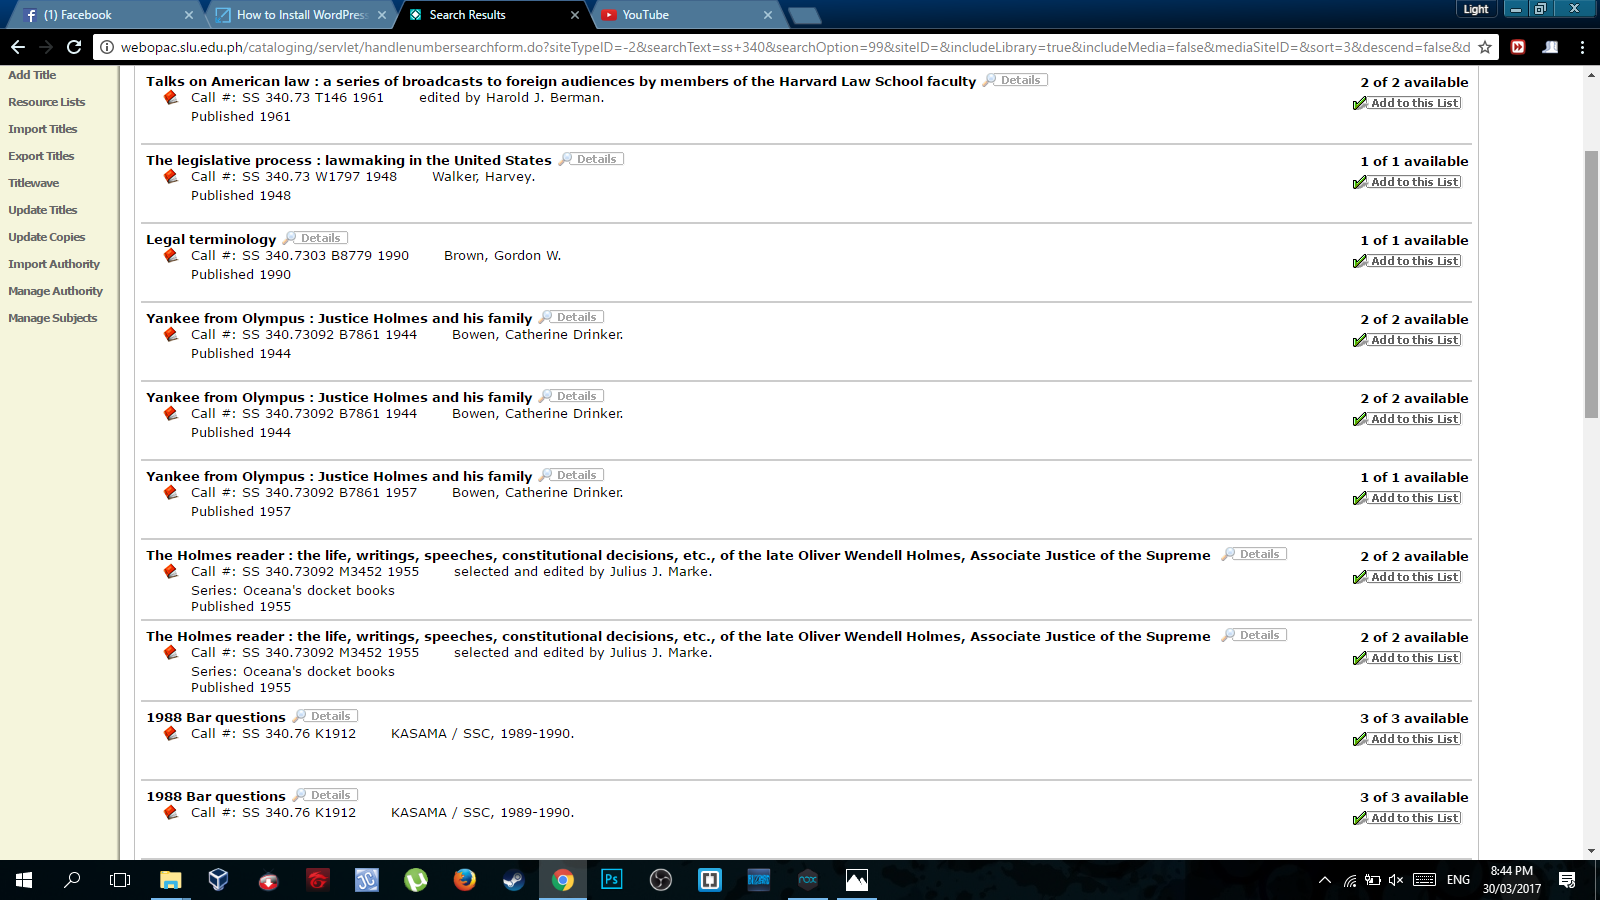 (1) Facebook
How to Install WordPress
Search Results
YouTube
Light
webopac.slu.edu.ph/cataloging/servlet/handlenumbersearchform.do?siteTypeID=-2&searchText=ss+340&searchOption=99&siteID=&includeLibrary=true&includeMedia=false&mediaSiteID=&sort=3&descend=false&d
Add Title
Resource Lists
Import Titles
Export Titles
Titlewave
Update Titles
Update Copies
Import Authority
Manage Authority
Manage Subjects
Talks on American law : a series of broadcasts to foreign audiences by members of the Harvard Law School faculty Details
2 of 2 available
Call #: SS 340.73 T146 1961 edited by Harold J. Berman.
Add to this List
Published 1961
The legislative process : lawmaking in the United States Details
1 of 1 available
Call #: SS 340.73 W1797 1948 Walker, Harvey.
Add to this List
Published 1948
Legal terminology Details
1 of 1 available
Call #: SS 340.7303 B8779 1990 Brown, Gordon W.
Add to this List
Published 1990
Yankee from Olympus : Justice Holmes and his family Details
2 of 2 available
Call #: SS 340.73092 B7861 1944 Bowen, Catherine Drinker.
Add to this List
Published 1944
Yankee from Olympus : Justice Holmes and his family Details
2 of 2 available
Call #: SS 340.73092 B7861 1944 Bowen, Catherine Drinker.
Add to this List
Published 1944
Yankee from Olympus : Justice Holmes and his family Details
1 of 1 available
Call #: SS 340.73092 B7861 1957 Bowen, Catherine Drinker.
Add to this List
Published 1957
The Holmes reader : the life, writings, speeches, constitutional decisions, etc., of the late Oliver Wendell Holmes, Associate Justice of the Supreme Details
2 of 2 available
Call #: SS 340.73092 M3452 1955 selected and edited by Julius J. Marke.
Add to this List
Series: Oceana's docket books
Published 1955
The Holmes reader : the life, writings, speeches, constitutional decisions, etc., of the late Oliver Wendell Holmes, Associate Justice of the Supreme Details
2 of 2 available
Call #: SS 340.73092 M3452 1955 selected and edited by Julius J. Marke.
Add to this List
Series: Oceana's docket books
Published 1955
1988 Bar questions Details
3 of 3 available
Call #: SS 340.76 K1912 KASAMA / SSC, 1989-1990.
Add to this List
1988 Bar questions Details
3 of 3 available
Call #: SS 340.76 K1912 KASAMA / SSC, 1989-1990.
Add to this List
Ps
ENG
8:44 PM
30/03/2017